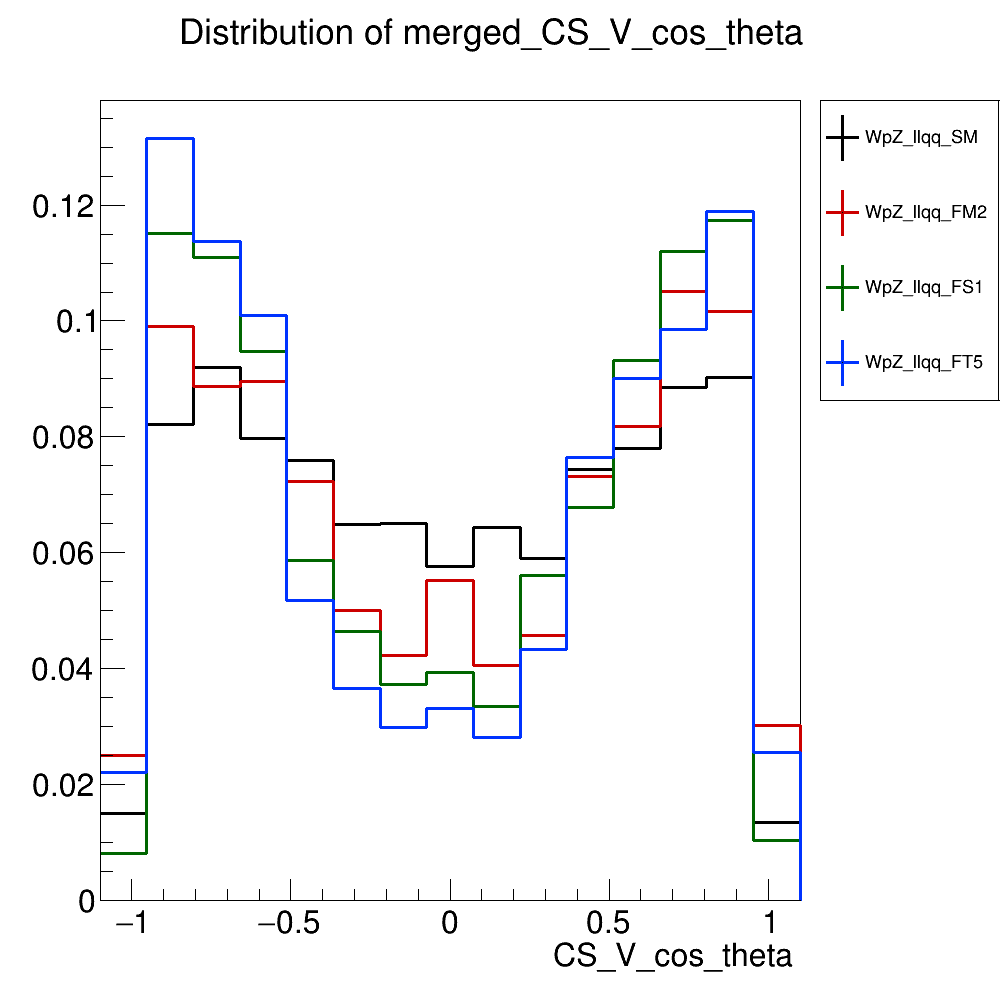 Distribution of merged_CS_V_cos_theta
WpZ_llqq_SM
WpZ_llqq_FM2
WpZ_llqq_FS1
WpZ_llqq_FT5
0.12
0.1
0.08
0.06
0.04
0.02
0
−1 −0.5 0 0.5 1
CS_V_cos_theta